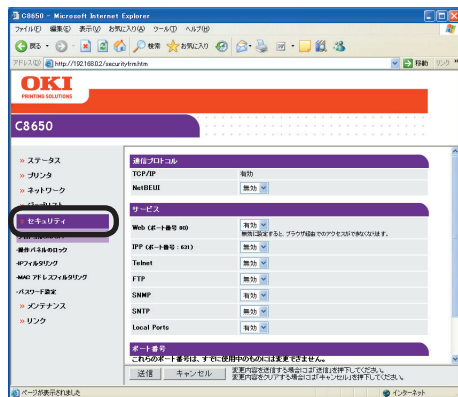 C8650 - Microsoft Internet Explorer
ファイル(F) 編集(E) 表示(V) お気に入り(A) ツール(T) ヘルプ(H)
戻る 検索 お気に入り
アドレス(D) http://192.168.0.2/securityfrm.htm 移動 リンク
OKI
PRINTING SOLUTIONS
C8650
» ステータス
» プリンタ
» ネットワーク
» セキュリティ
・操作パネルのロック
・IPフィルタリング
・MACアドレスフィルタリング
・パスワード設定
» メンテナンス
» リンク
通信プロトコル
TCP/IP 有効
NetBEUI 無効
サービス
Web (ポート番号 80) 有効
無効に設定すると、ブラウザ経由でのアクセスができなくなります。
IPP (ポート番号 : 631) 無効
Telnet 無効
FTP 無効
SNMP 有効
SNTP 無効
Local Ports 有効
ポート番号
これらのポート番号は、すでに使用中のものには変更できません。
送信 キャンセル
変更内容を送信する場合には「送信」を押下してください。
変更内容をクリアする場合には「キャンセル」を押下してください。
ページが表示されました インターネット